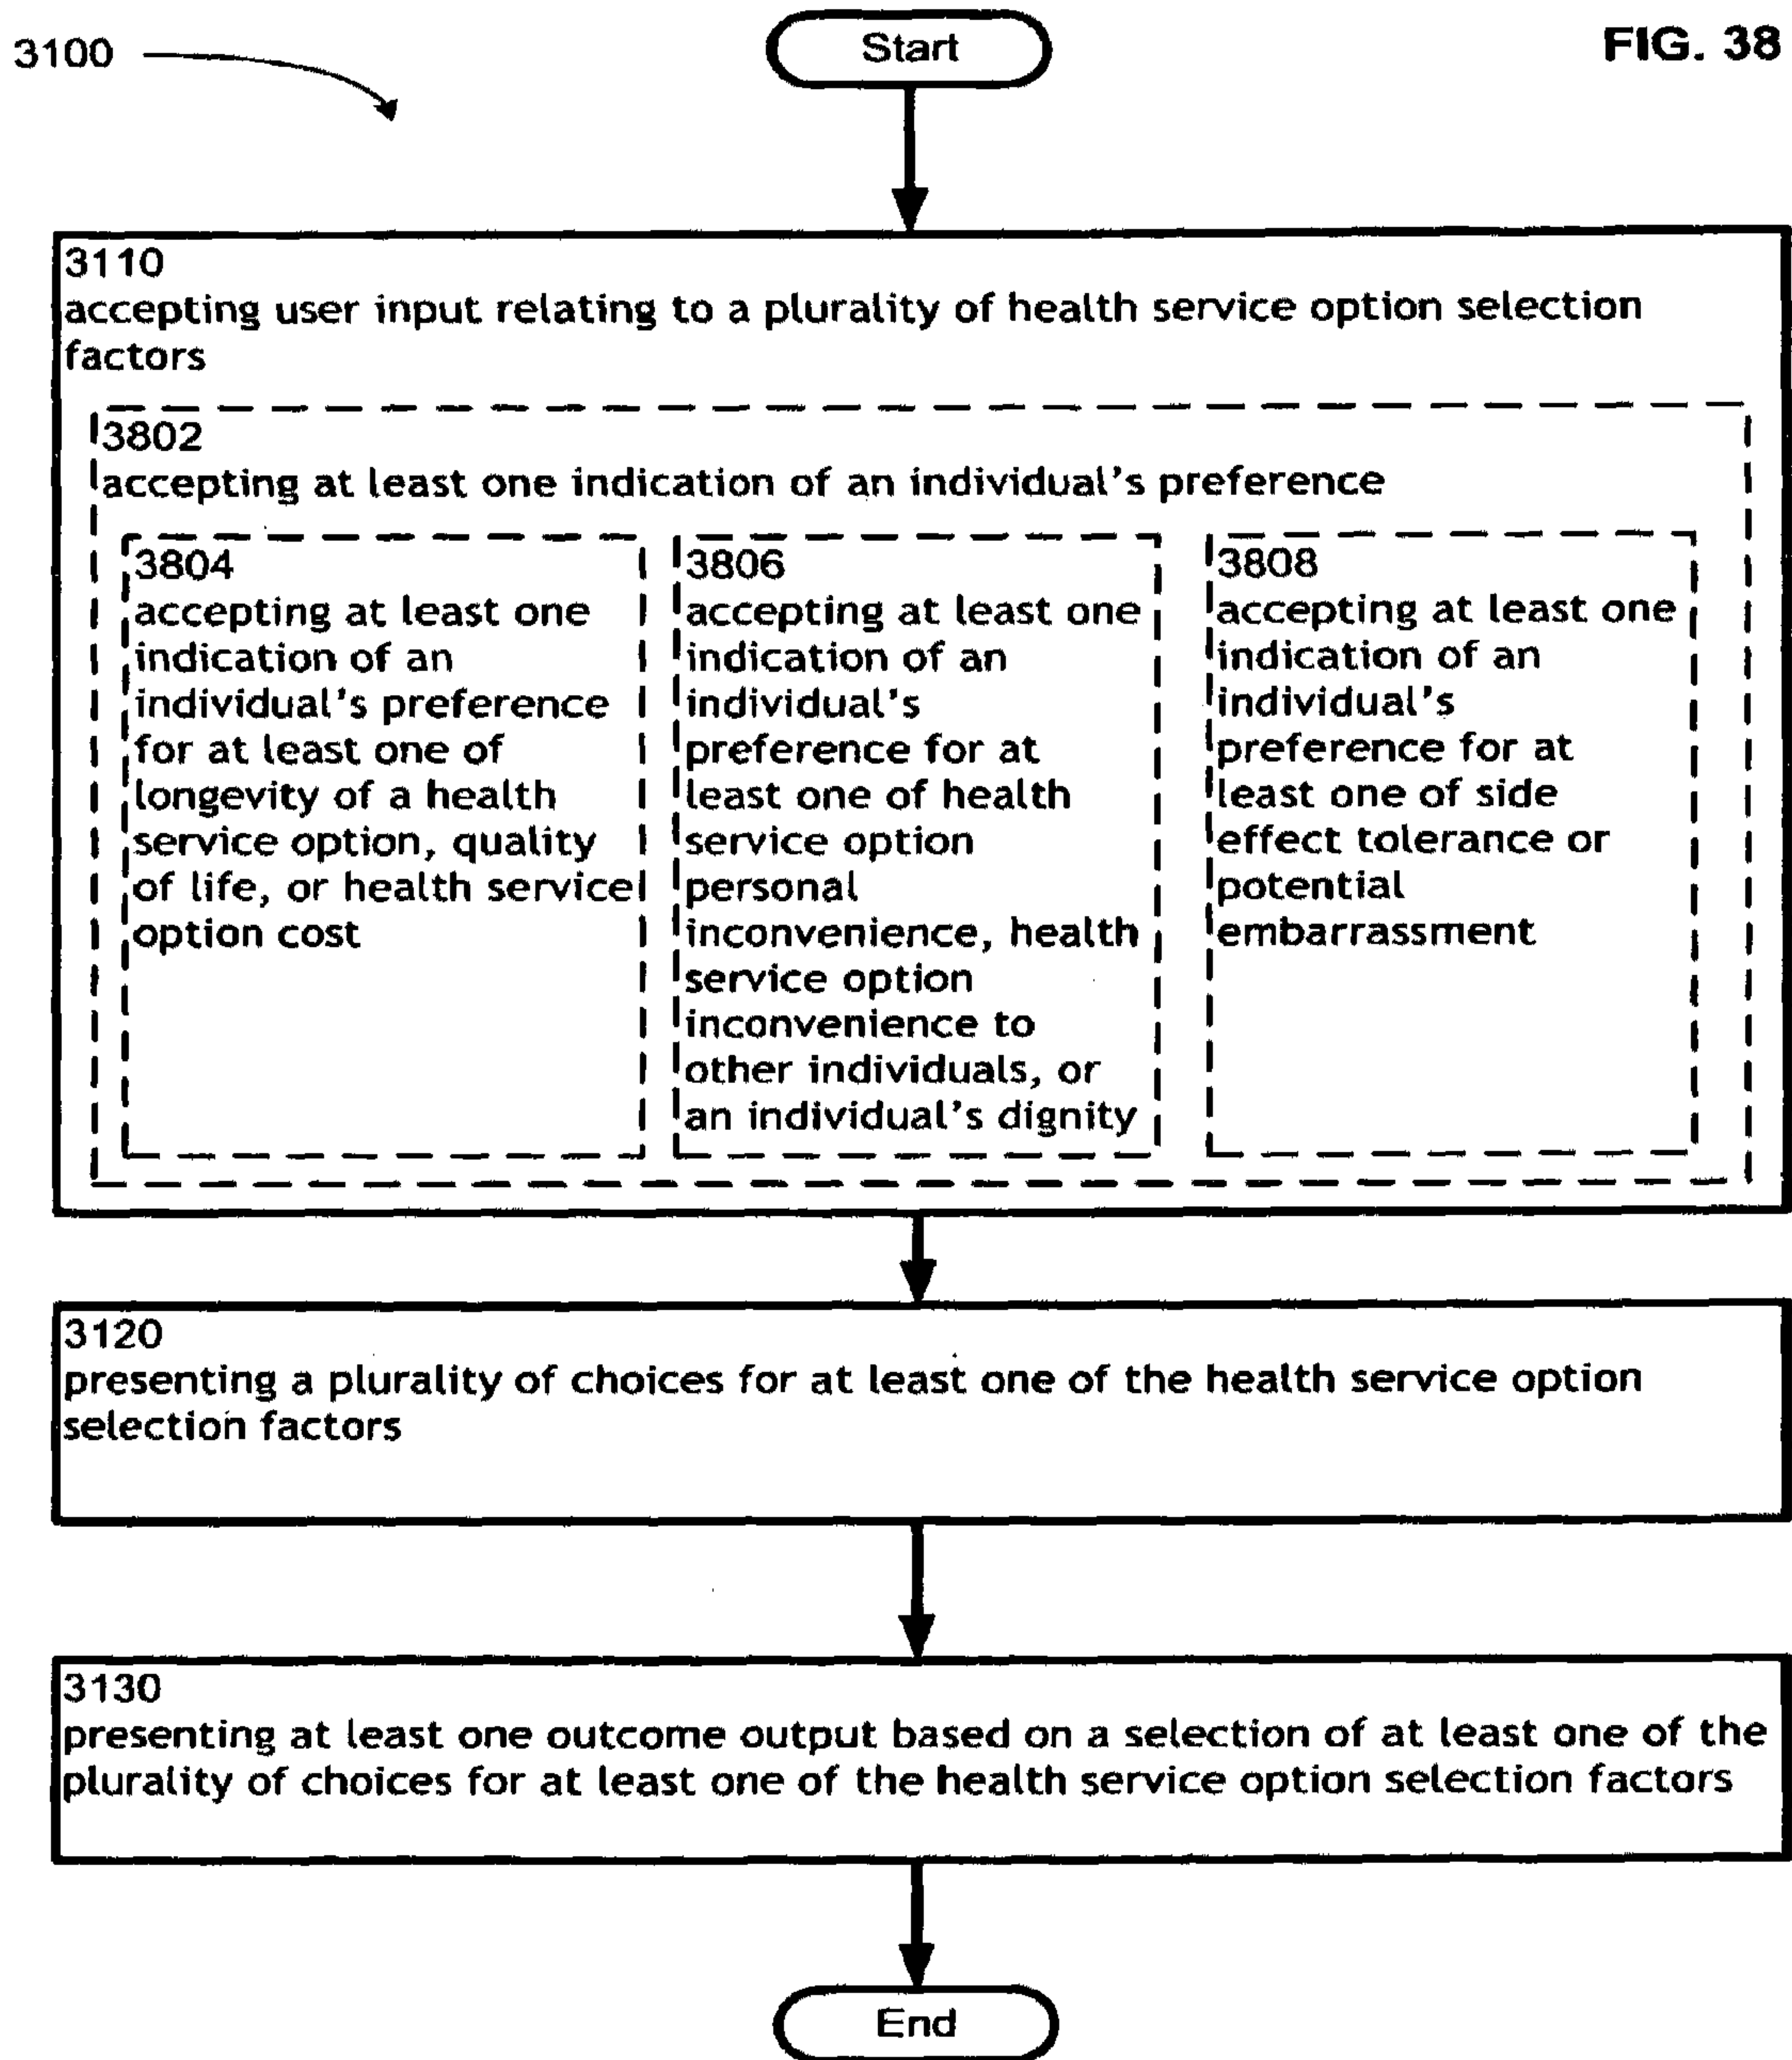 3100
Start
FIG. 38
3110
accepting user input relating to a plurality of health service option selection
factors
3802
accepting at least one indication of an individual's preference
3804
accepting at least one
indication of an
individual's preference
for at least one of
longevity of a health
service option, quality
of life, or health service
option cost
3806
accepting at least one
indication of an
individual's
preference for at
least one of health
service option
personal
inconvenience, health
service option
inconvenience to
other individuals, or
an individual's dignity
3808
accepting at least one
indication of an
individual's
preference for at
least one of side
effect tolerance or
potential
embarrassment
3120
presenting a plurality of choices for at least one of the health service option
selection factors
3130
presenting at least one outcome output based on a selection of at least one of the
plurality of choices for at least one of the health service option selection factors
End